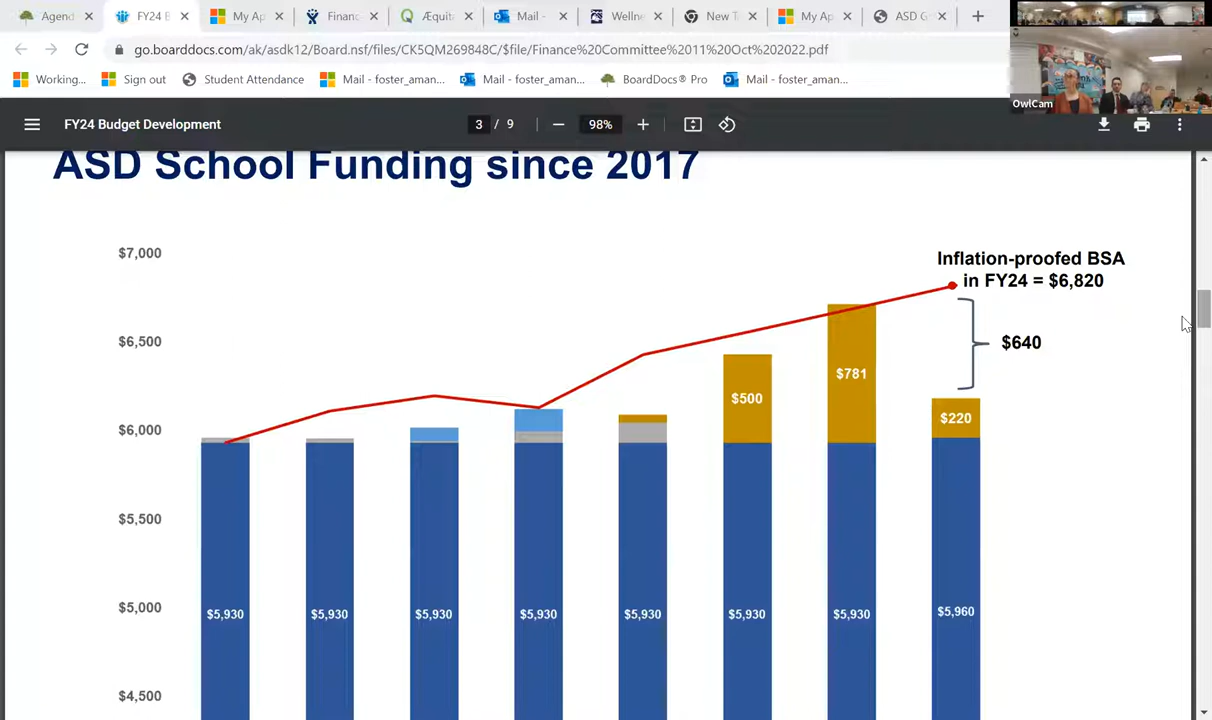 Agend
FY24 B
My Ap
Financ
Æquit
Mail -
Wellne
New T
My Ap
ASD G
go.boarddocs.com/ak/asdk12/Board.nsf/files/CK5QM269848C/$file/Finance%20Committee%2011%20Oct%202022.pdf
Working...
Sign out
Student Attendance
Mail - foster_aman...
Mail - foster_aman...
BoardDocs® Pro
Mail - foster_aman...
OwlCam
FY24 Budget Development
3 / 9
98%
ASD School Funding since 2017
$7,000
Inflation-proofed BSA
in FY24 = $6,820
$6,500
$640
$781
$500
$6,000
$220
$5,500
$5,000
$5,930
$5,930
$5,930
$5,930
$5,930
$5,930
$5,930
$5,960
$4,500